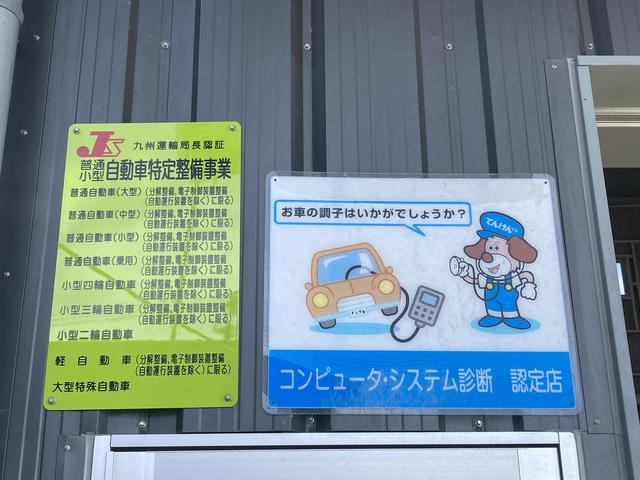 JS 九州運輸局長認証
普通
小型 自動車特定整備事業
普通自動車(大型)(分解整備、電子制御装置整備
(自動運行装置を除く)に限る)
普通自動車(中型)(分解整備、電子制御装置整備
(自動運行装置を除く)に限る)
普通自動車(小型)(分解整備、電子制御装置整備
(自動運行装置を除く)に限る)
普通自動車(乗用)(分解整備、電子制御装置整備
(自動運行装置を除く)に限る)
小型四輪自動車(分解整備、電子制御装置整備
(自動運行装置を除く)に限る)
小型三輪自動車(分解整備、電子制御装置整備
(自動運行装置を除く)に限る)
小型二輪自動車
軽自動車(分解整備、電子制御装置整備
(自動運行装置を除く)に限る)
大型特殊自動車
お車の調子はいかがでしょうか？
てんけんくん
コンピュータ・システム診断 認定店